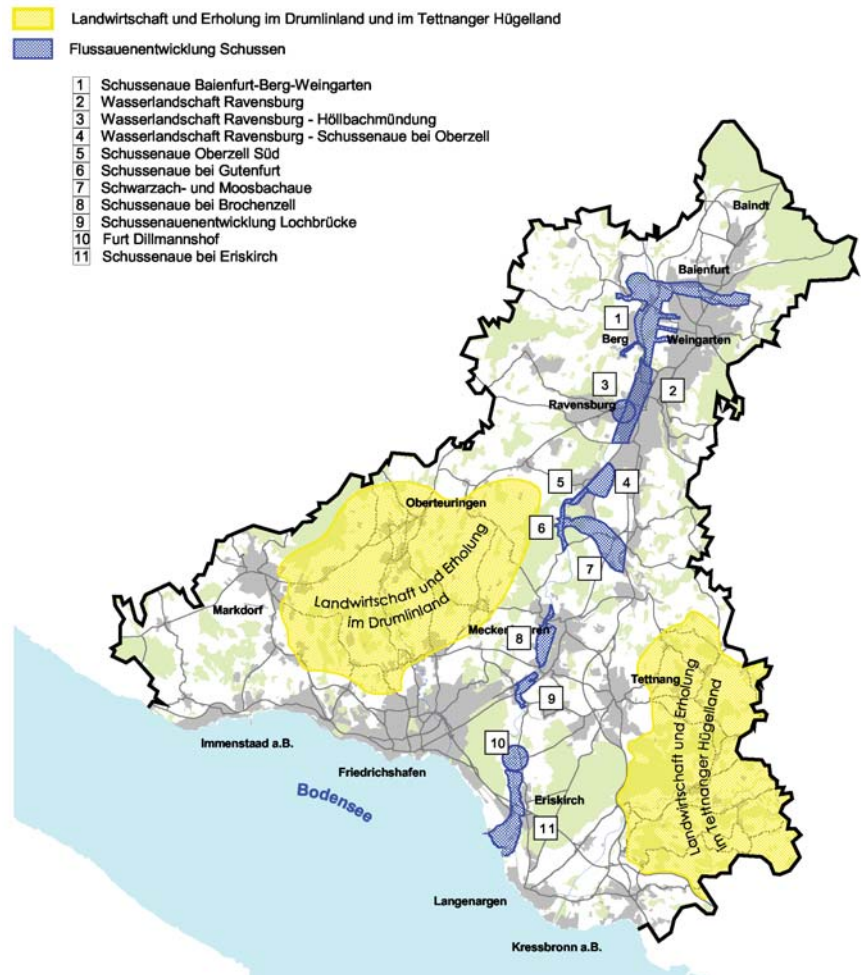 Landwirtschaft und Erholung im Drumlinland und im Tettnanger Hügelland
Flussauenentwicklung Schussen
1 Schussenaue Baienfurt-Berg-Weingarten
2 Wasserlandschaft Ravensburg
3 Wasserlandschaft Ravensburg - Höllbachmündung
4 Wasserlandschaft Ravensburg - Schussenaue bei Oberzell
5 Schussenaue Oberzell Süd
6 Schussenaue bei Gutenfurt
7 Schwarzach- und Moosbachaue
8 Schussenaue bei Brochenzell
9 Schussenauenentwicklung Lochbrücke
10 Furt Dillmannshof
11 Schussenaue bei Eriskirch
Baindt
Baienfurt
1
Berg
Weingarten
3
2
Ravensburg
5
4
Oberteuringen
6
Landwirtschaft und Erholung
im Drumlinland
7
Markdorf
8
Tettnang
9
Landwirtschaft und Erholung
im Tettnanger Hügelland
10
Immenstaad a.B.
Friedrichshafen
Bodensee
Eriskirch
11
Langenargen
Kressbronn a.B.